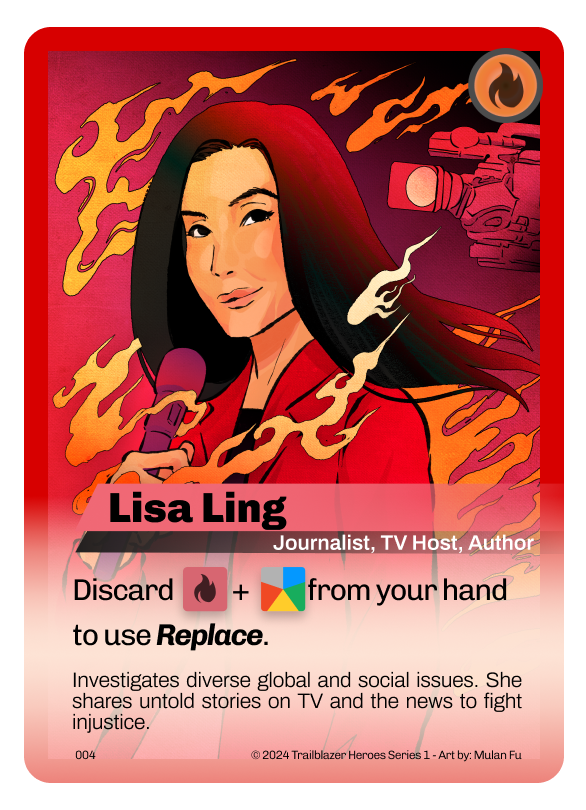 Lisa Ling
Journalist, TV Host, Author
Discard + from your hand
to use Replace.
Investigates diverse global and social issues. She
shares untold stories on TV and the news to fight
injustice.
004 © 2024 Trailblazer Heroes Series 1 - Art by: Mulan Fu